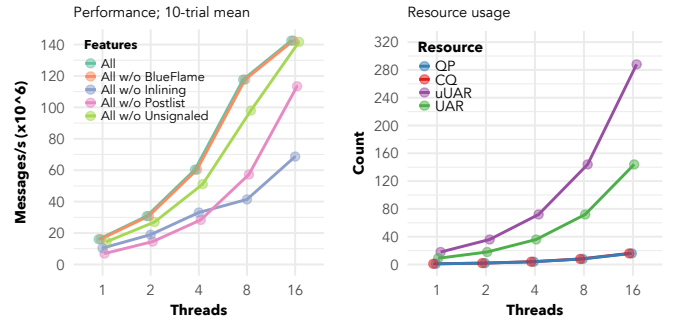 Performance; 10-trial mean
Features
All
All w/o BlueFlame
All w/o Inlining
All w/o Postlist
All w/o Unsignaled
Messages/s (x10^6)
140
120
100
80
60
40
20
0
1 2 4 8 16
Threads
Resource usage
Resource
QP
CQ
uUAR
UAR
Count
320
280
240
200
160
120
80
40
0
1 2 4 8 16
Threads